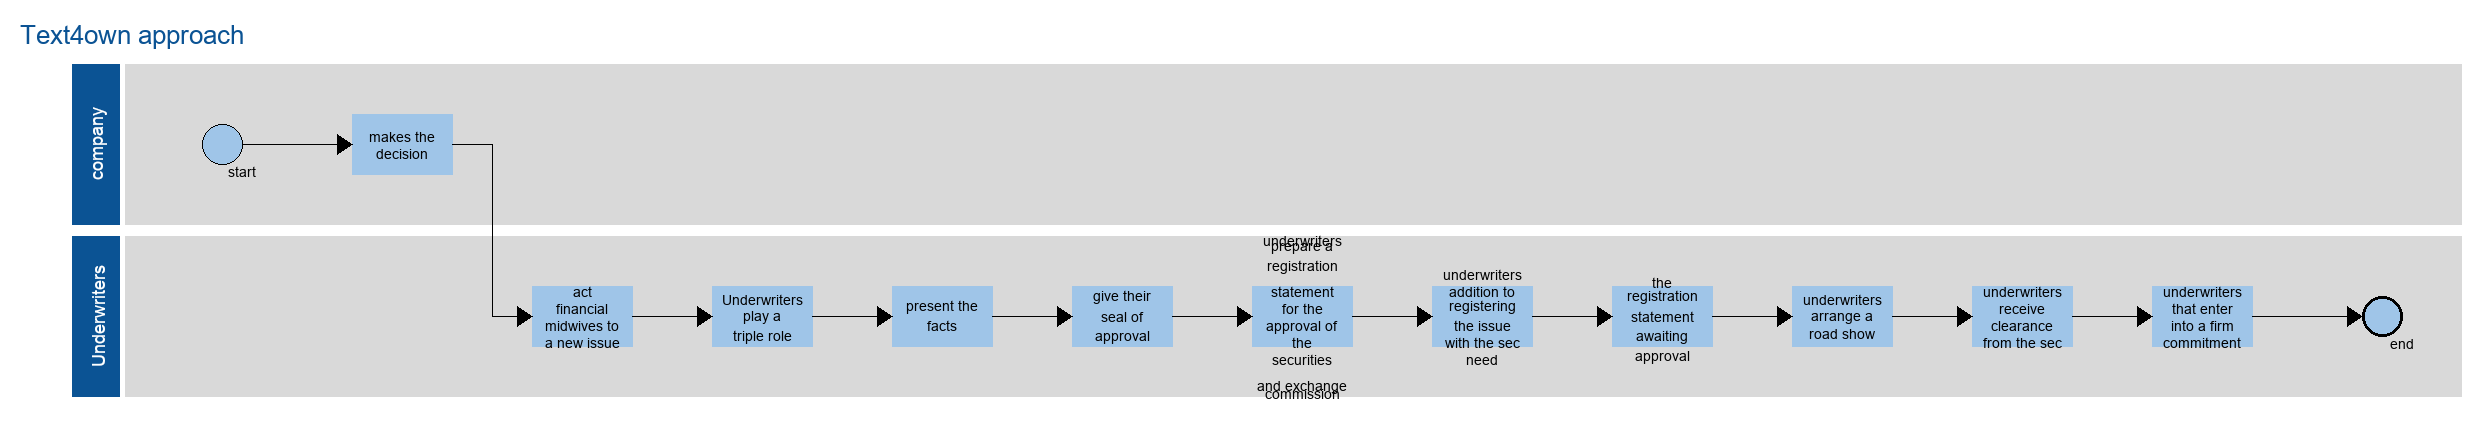 Text4own approach
company
start
makes the
decision
Underwriters
act
financial
midwives to
a new issue
Underwriters
play a
triple role
present the
facts
give their
seal of
approval
underwriters
prepare a
registration
statement
for the
approval of
the
securities
and exchange
commission
underwriters
addition to
registering
the issue
with the sec
need
the
registration
statement
awaiting
approval
underwriters
arrange a
road show
underwriters
receive
clearance
from the sec
underwriters
that enter
into a firm
commitment
end